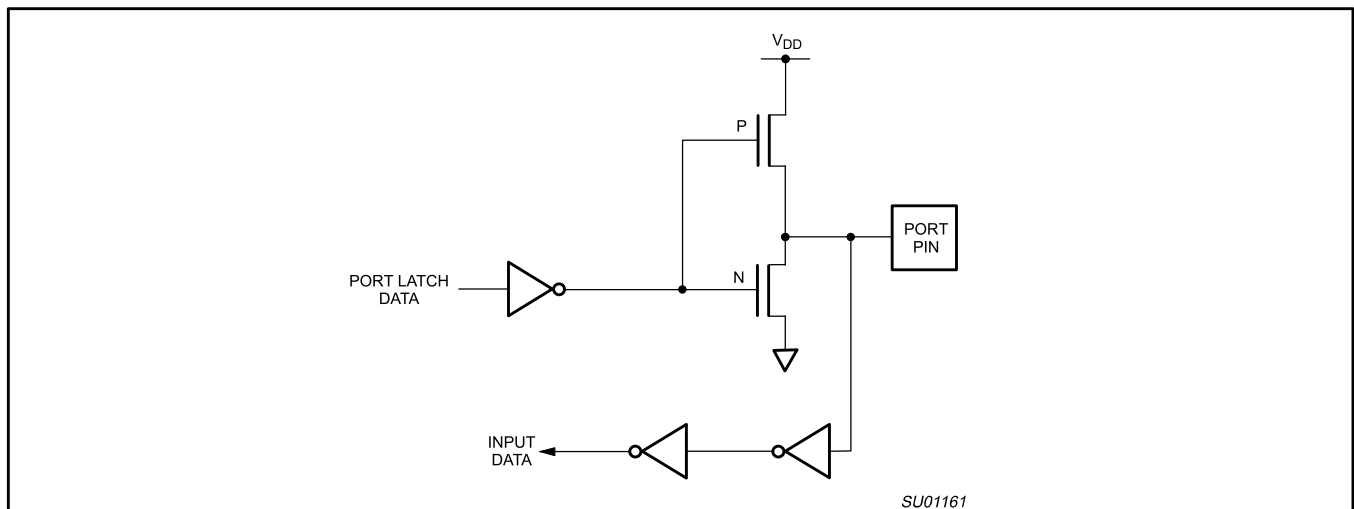 VDD
P
PORT
PIN
N
PORT LATCH
DATA
INPUT
DATA
SU01161